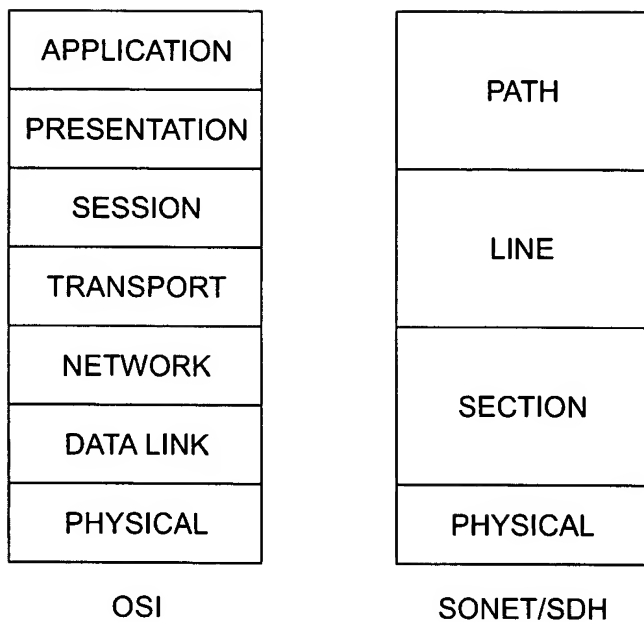 APPLICATION
PRESENTATION
SESSION
TRANSPORT
NETWORK
DATA LINK
PHYSICAL
OSI
PATH
LINE
SECTION
PHYSICAL
SONET/SDH